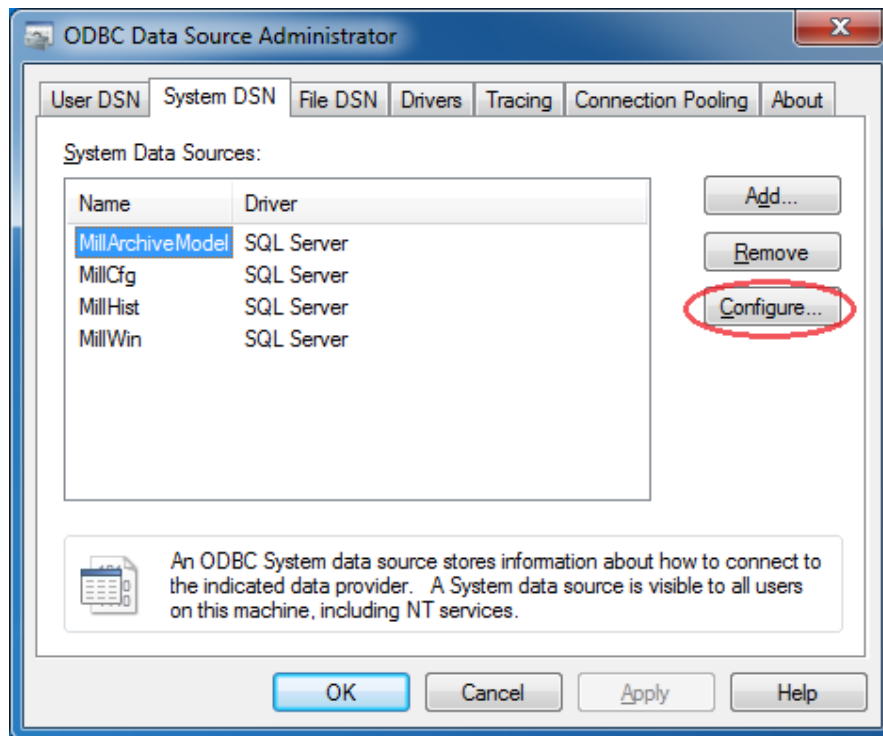 ODBC Data Source Administrator
User DSN System DSN File DSN Drivers Tracing Connection Pooling About
System Data Sources:
Name Driver
MillArchiveModel SQL Server
MillCfg SQL Server
MillHist SQL Server
MillWin SQL Server
Add...
Remove
Configure...
An ODBC System data source stores information about how to connect to
the indicated data provider. A System data source is visible to all users
on this machine, including NT services.
OK Cancel Apply Help